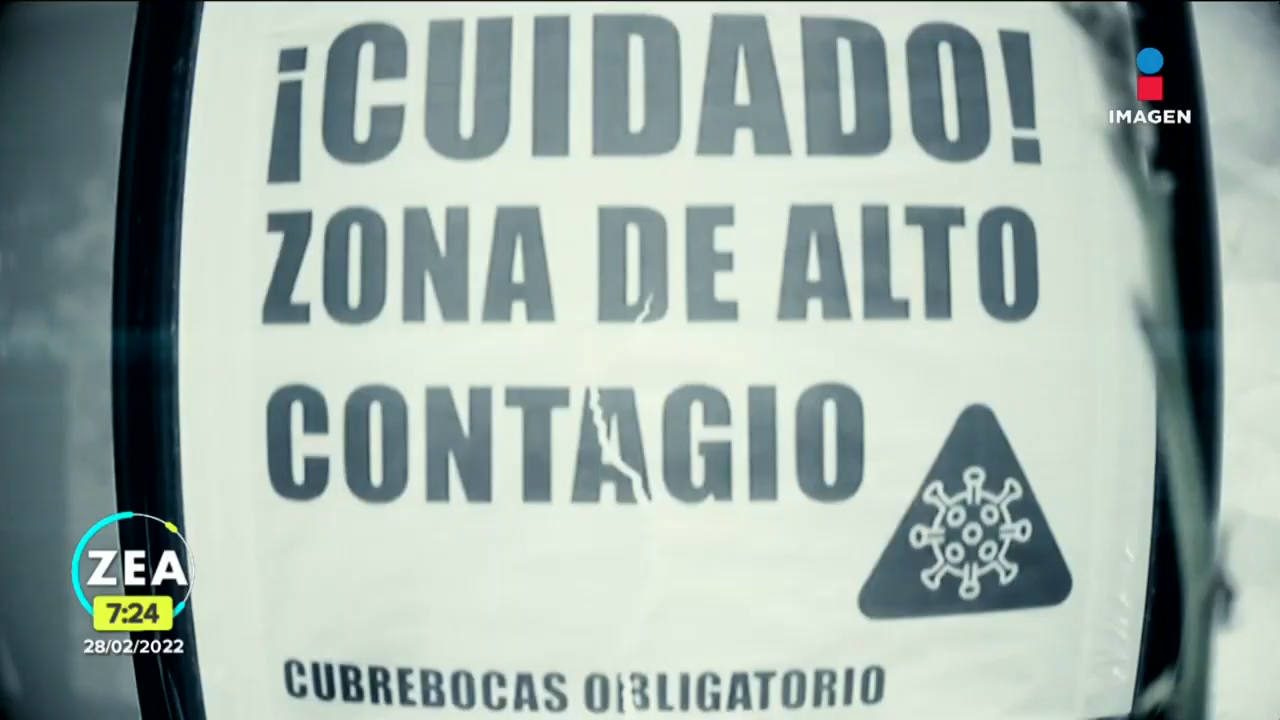 ¡CUIDADO!
ZONA DE ALTO
CONTAGIO
CUBREBOCAS OBLIGATORIO
IMAGEN
ZEA
7:24
28/02/2022